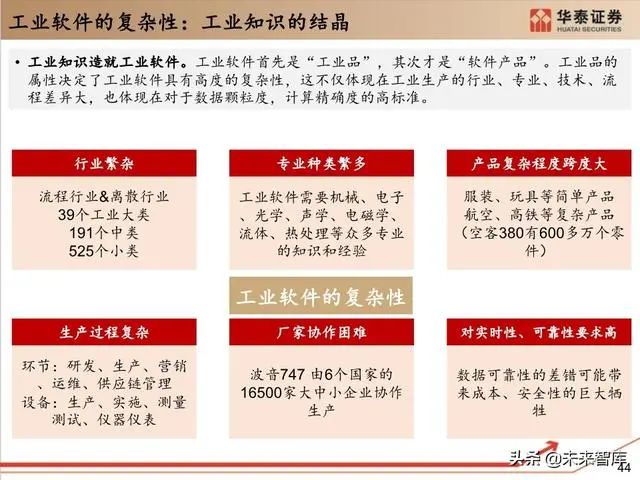 工业软件的复杂性：工业知识的结晶
华泰证券
HUATAI SECURITIES
• 工业知识造就工业软件。工业软件首先是“工业品”，其次才是“软件产品”。工业品的
属性决定了工业软件具有高度的复杂性，这不仅体现在工业生产的行业、专业、技术、流
程差异大，也体现在对于数据颗粒度，计算精确度的高标准。
行业繁杂
流程行业&离散行业
39个工业大类
191个中类
525个小类
专业种类繁多
工业软件需要机械、电子
、光学、声学、电磁学、
流体、热处理等众多专业
的知识和经验
产品复杂程度跨度大
服装、玩具等简单产品
航空、高铁等复杂产品
（空客380有600多万个零
件）
工业软件的复杂性
生产过程复杂
环节：研发、生产、营销
、运维、供应链管理
设备：生产、实施、测量
测试、仪器仪表
厂家协作困难
波音747 由6个国家的
16500家大中小企业协作
生产
对实时性、可靠性要求高
数据可靠性的差错可能带
来成本、安全性的巨大牺
牲
头条 @未来智库
44